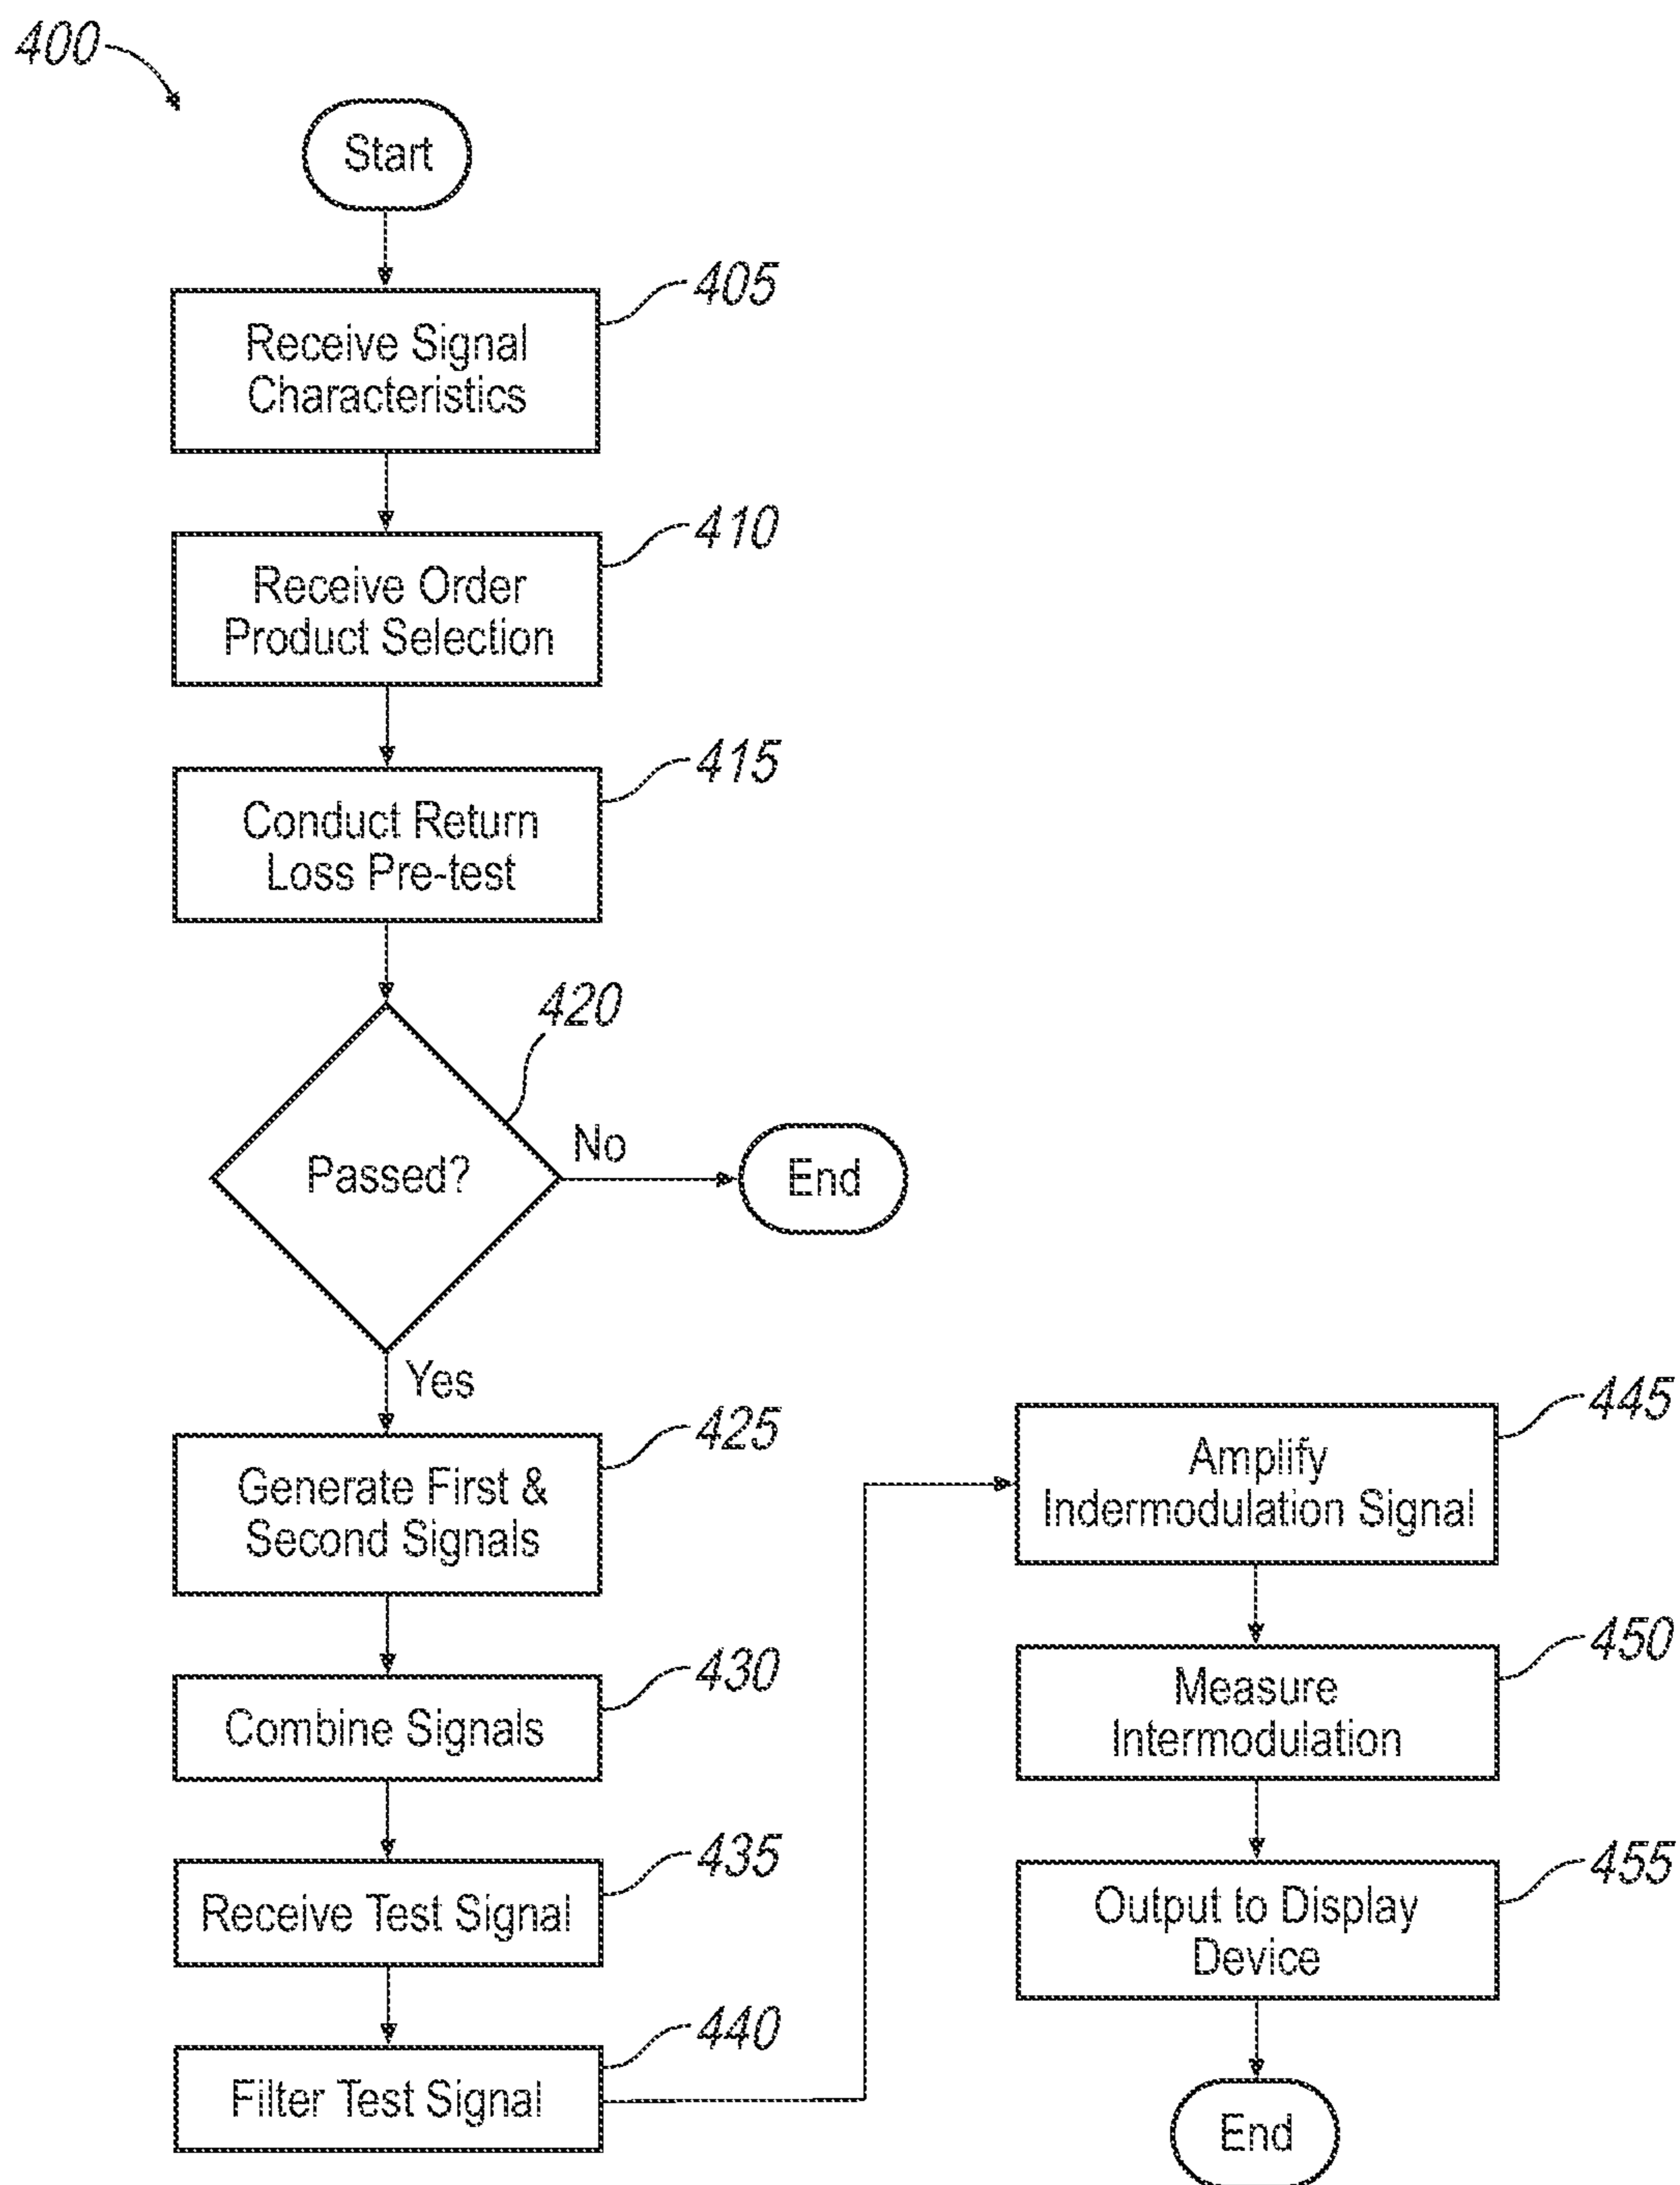 400
Start
405
Receive Signal
Characteristics
410
Receive Order
Product Selection
415
Conduct Return
Loss Pre-test
420
Passed?
No
End
Yes
425
Generate First &
Second Signals
430
Combine Signals
435
Receive Test Signal
440
Filter Test Signal
445
Amplify
Indermodulation Signal
450
Measure
Intermodulation
455
Output to Display
Device
End